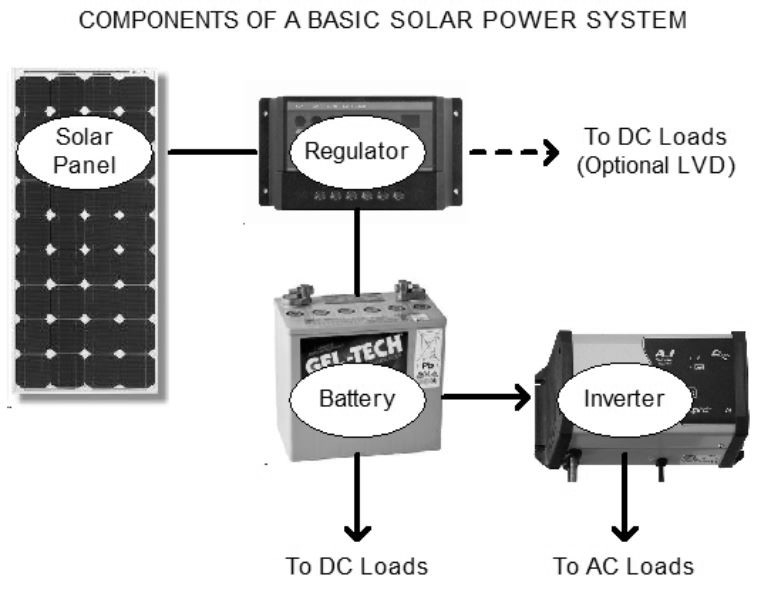 COMPONENTS OF A BASIC SOLAR POWER SYSTEM
Solar
Panel
Regulator
To DC Loads
(Optional LVD)
GEL-TECH
Pb
Battery
Inverter
To DC Loads
To AC Loads